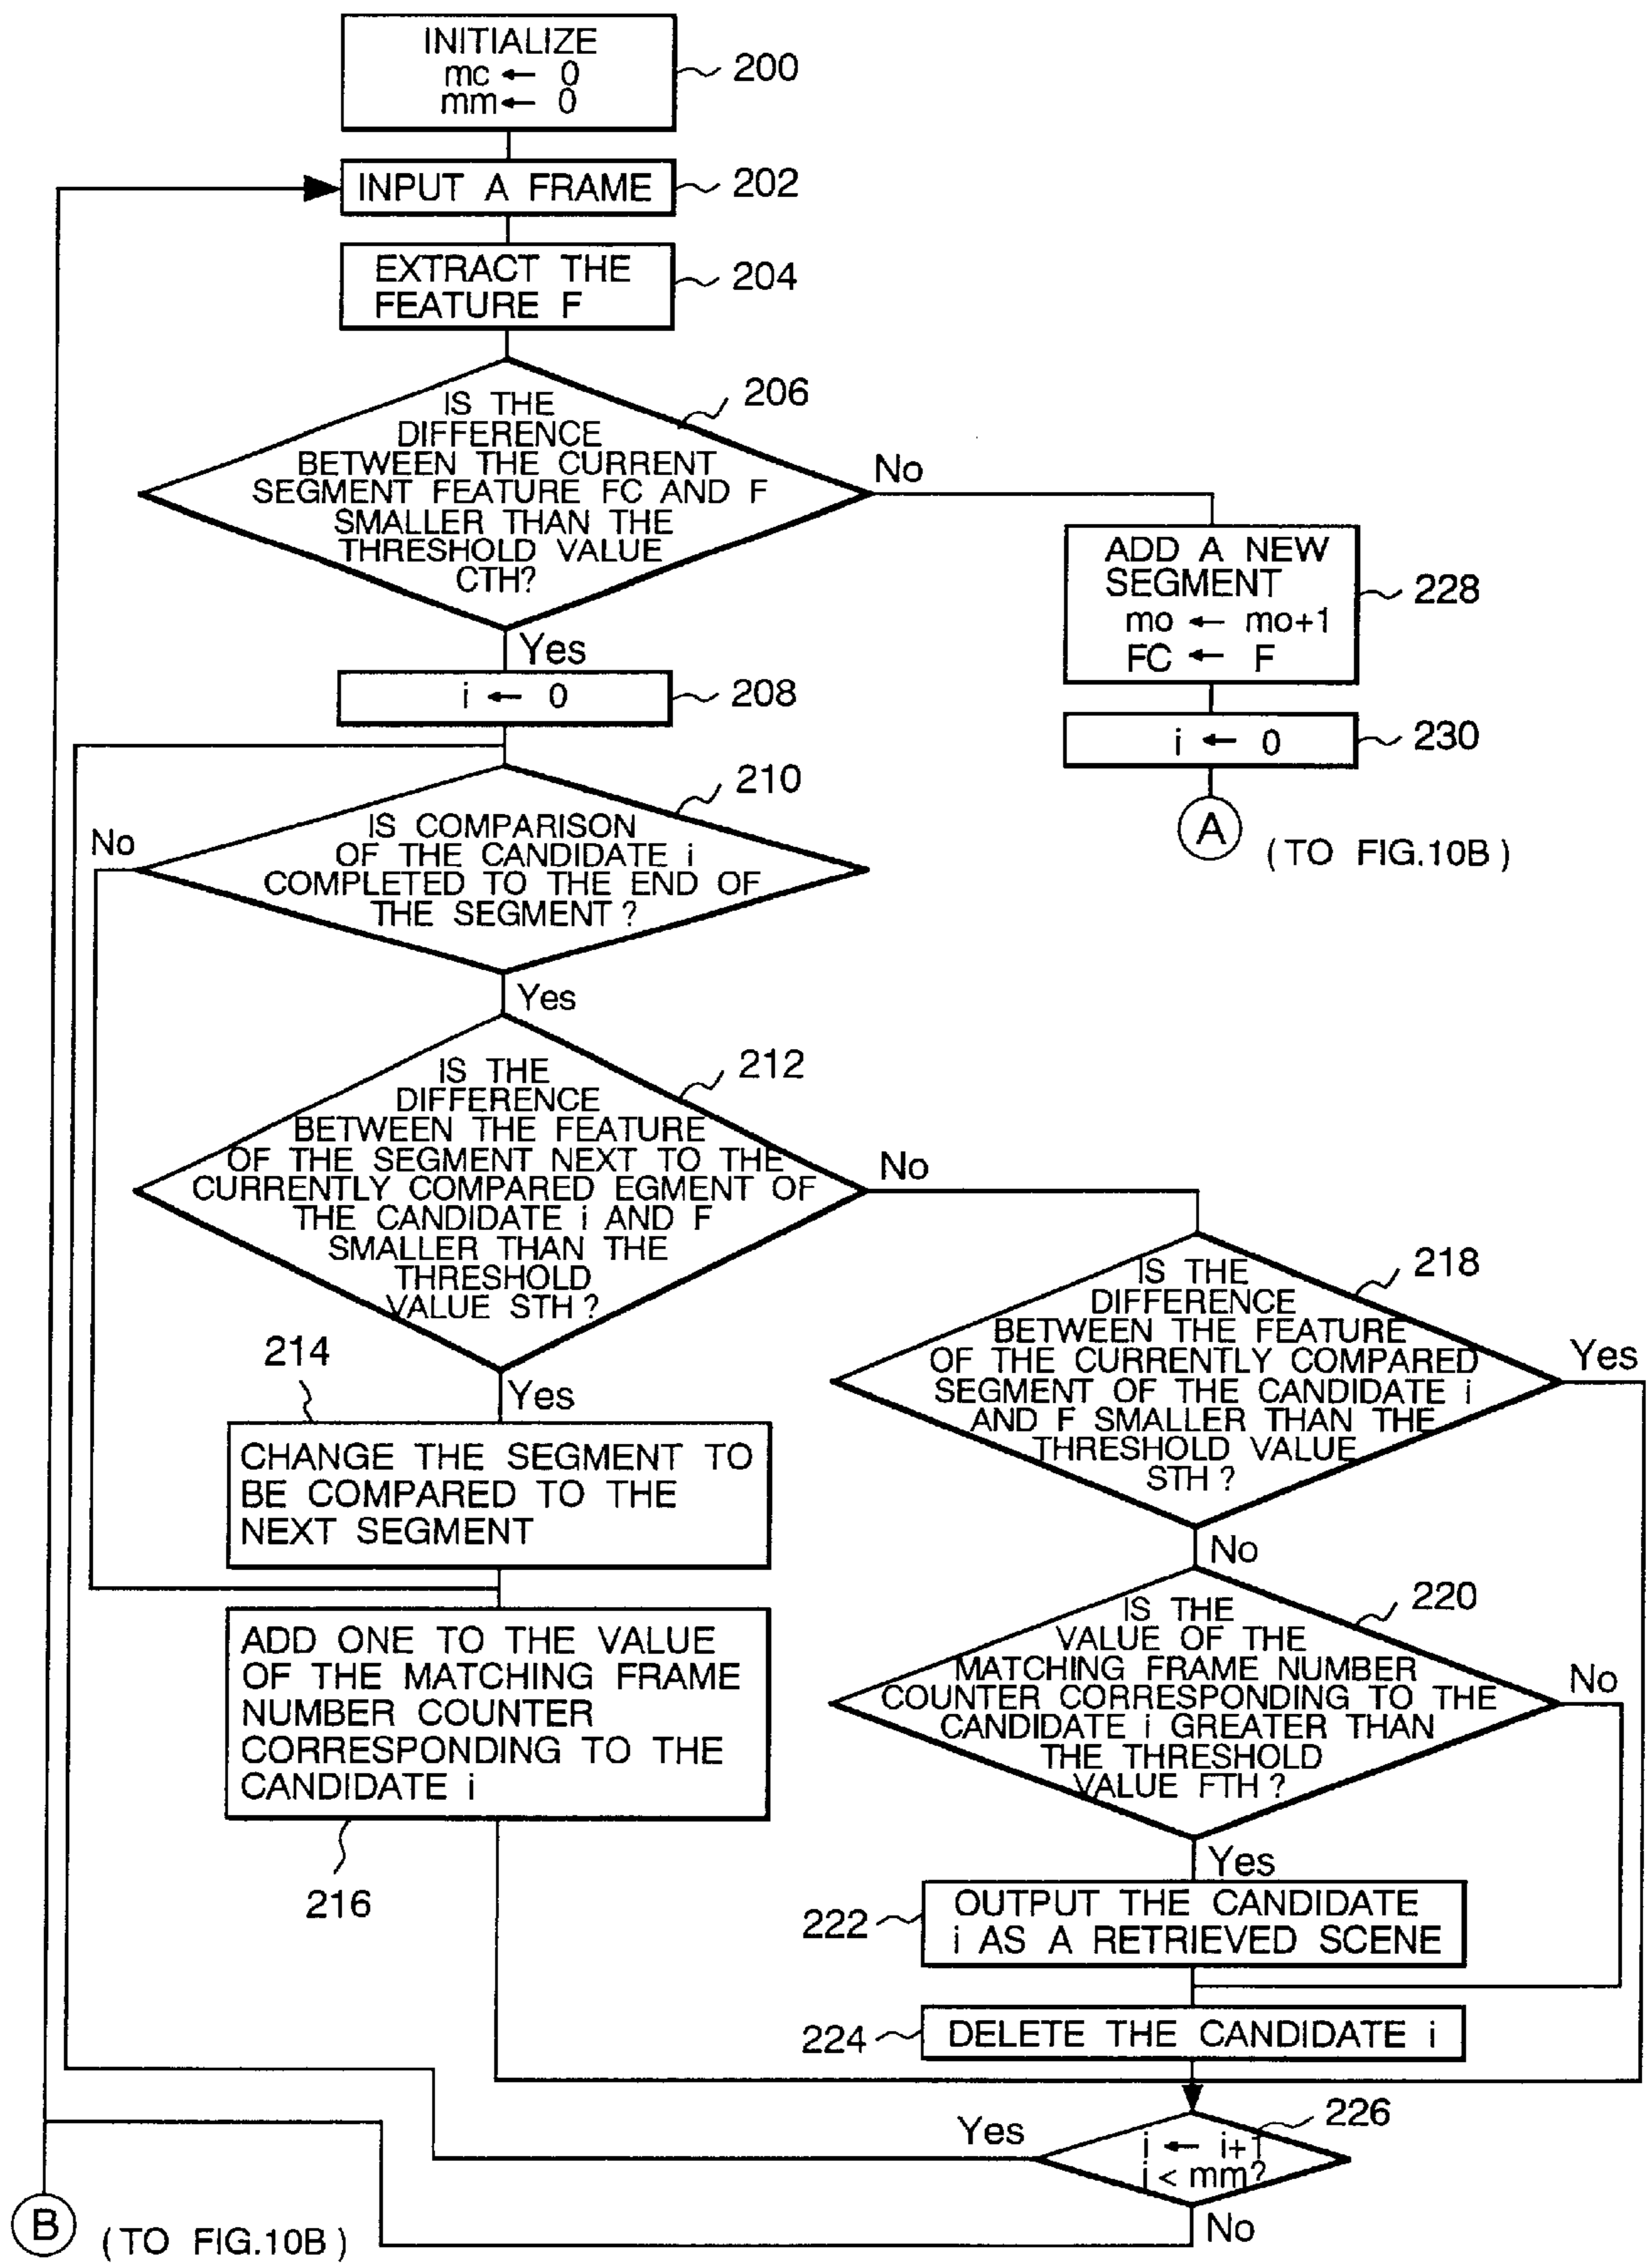 INITIALIZE
mc ← 0
mm ← 0
200
INPUT A FRAME
202
EXTRACT THE
FEATURE F
204
206
IS THE
DIFFERENCE
BETWEEN THE CURRENT
SEGMENT FEATURE FC AND F
SMALLER THAN THE
THRESHOLD VALUE
CTH?
No
Yes
ADD A NEW
SEGMENT
mo ← mo+1
FC ← F
228
i ← 0
208
i ← 0
230
A
(TO FIG.10B)
210
IS COMPARISON
OF THE CANDIDATE i
COMPLETED TO THE END OF
THE SEGMENT?
No
Yes
212
IS THE
DIFFERENCE
BETWEEN THE FEATURE
OF THE SEGMENT NEXT TO THE
CURRENTLY COMPARED EGMENT OF
THE CANDIDATE i AND F
SMALLER THAN THE
THRESHOLD
VALUE STH?
No
Yes
214
CHANGE THE SEGMENT TO
BE COMPARED TO THE
NEXT SEGMENT
ADD ONE TO THE VALUE
OF THE MATCHING FRAME
NUMBER COUNTER
CORRESPONDING TO THE
CANDIDATE i
216
218
IS THE
DIFFERENCE
BETWEEN THE FEATURE
OF THE CURRENTLY COMPARED
SEGMENT OF THE CANDIDATE i
AND F SMALLER THAN THE
THRESHOLD VALUE
STH?
Yes
No
220
IS THE
VALUE OF THE
MATCHING FRAME NUMBER
COUNTER CORRESPONDING TO THE
CANDIDATE i GREATER THAN
THE THRESHOLD
VALUE FTH?
No
Yes
222
OUTPUT THE CANDIDATE
i AS A RETRIEVED SCENE
224
DELETE THE CANDIDATE i
226
i ← i+1
i < mm?
Yes
No
B
(TO FIG.10B)